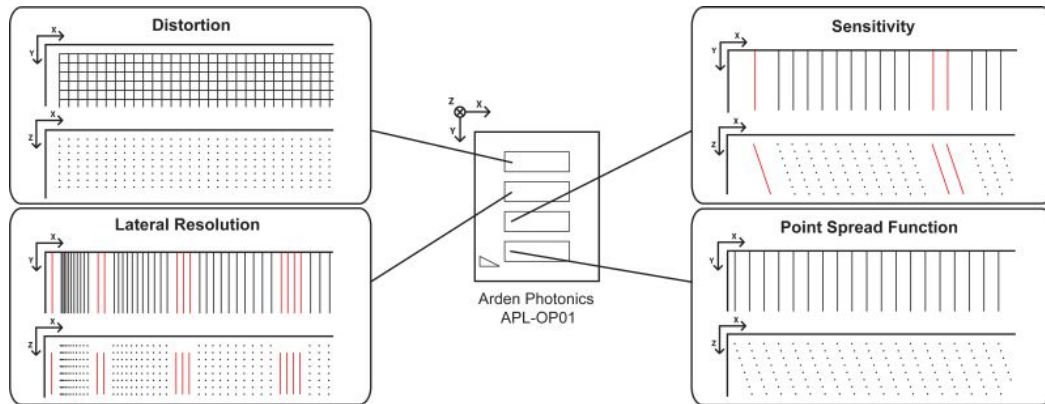 Distortion
X
Y
X
Z
Sensitivity
X
Y
X
Z
Z
X
Y
Lateral Resolution
X
Y
X
Z
Point Spread Function
X
Y
X
Z
Arden Photonics
APL-OP01